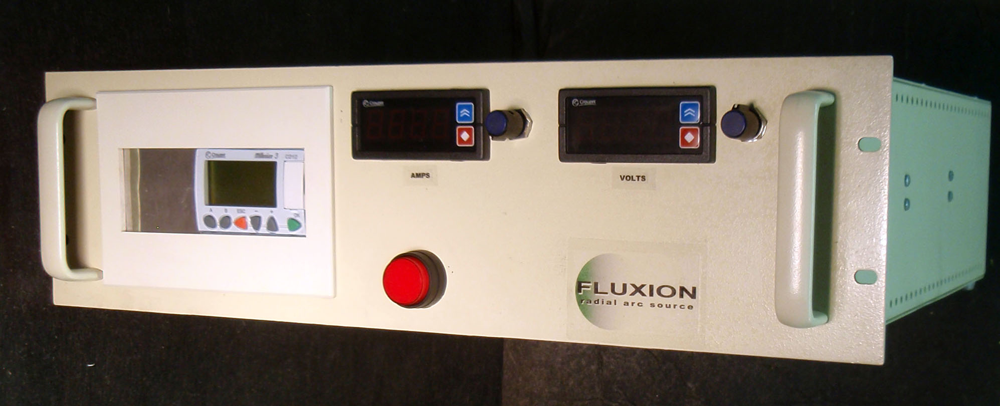 Crouzet
Millenium 3 CD12
A B ESC - + OK
Crouzet
AMPS
Crouzet
VOLTS
FLUXION
radial arc source